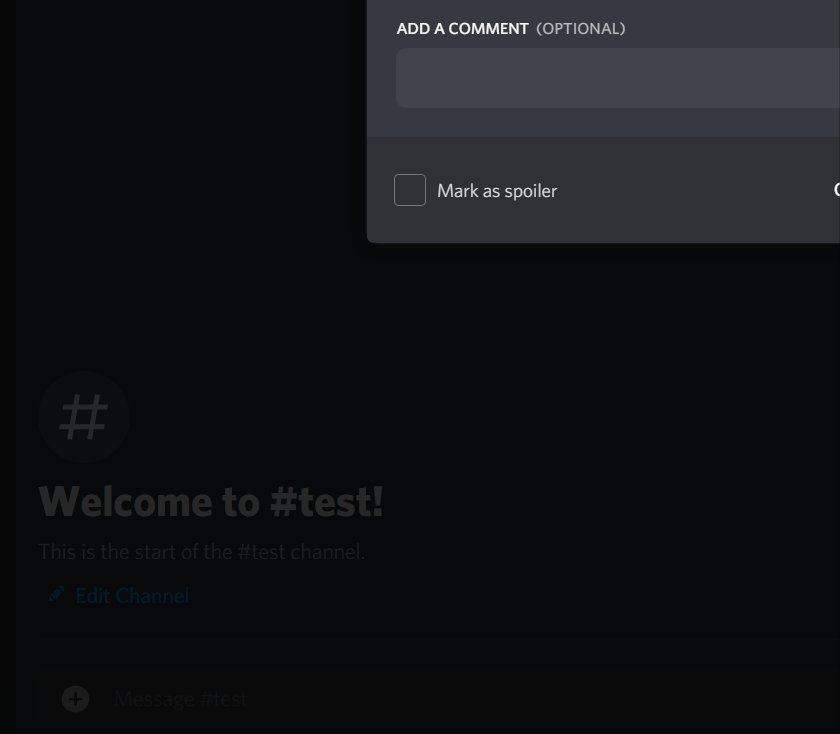 ADD A COMMENT (OPTIONAL)
Mark as spoiler
#
Welcome to #test!
This is the start of the #test channel.
Edit Channel
Message #test